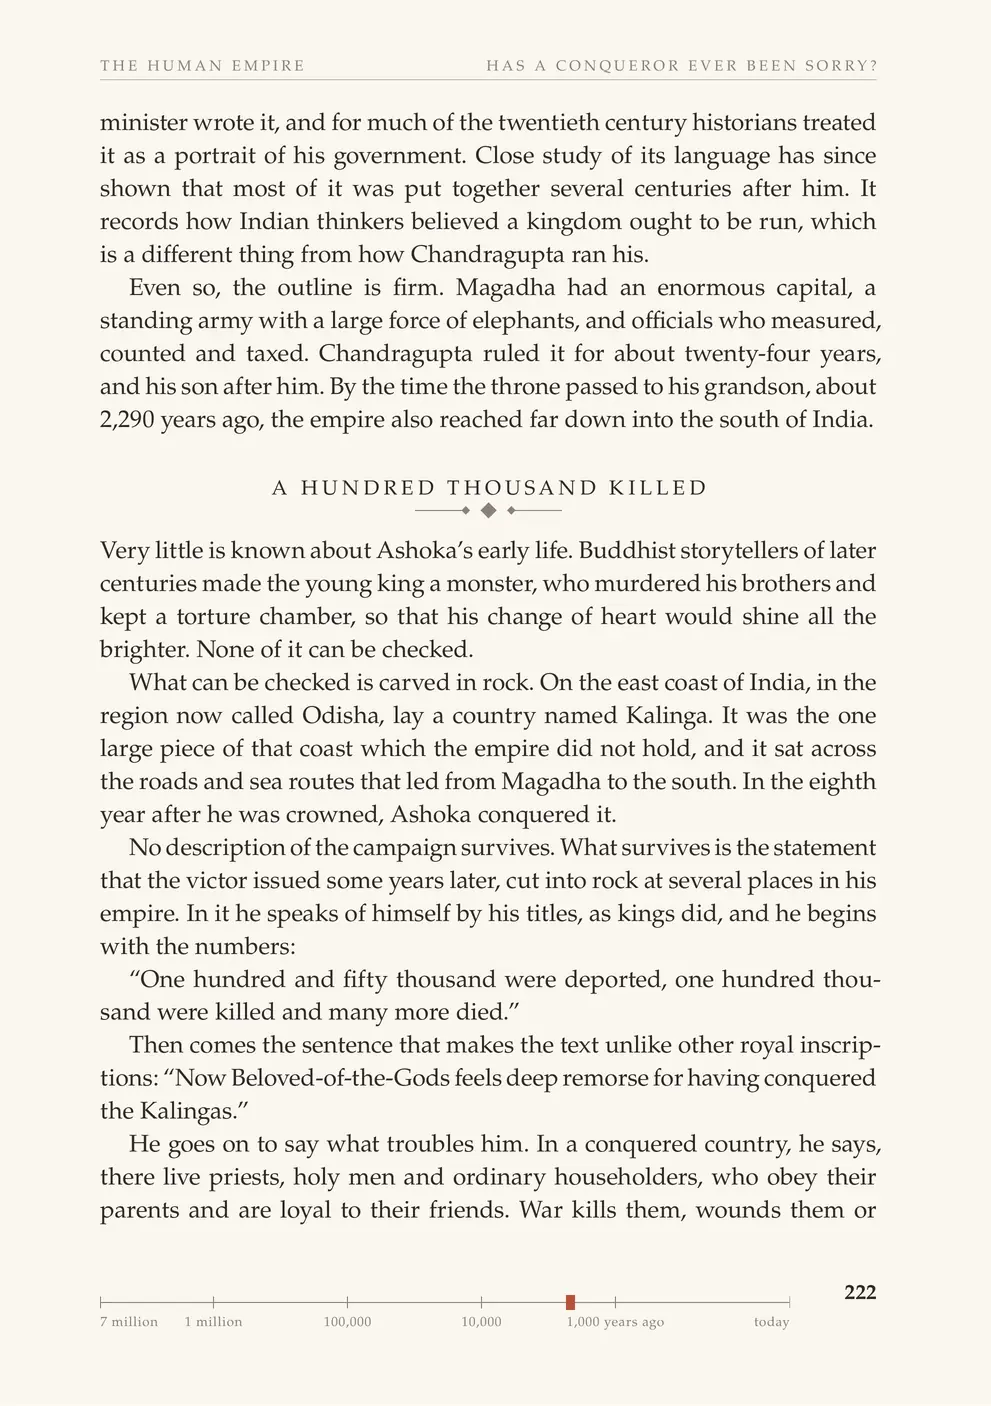 THE HUMAN EMPIRE
HAS A CONQUEROR EVER BEEN SORRY?
minister wrote it, and for much of the twentieth century historians treated
it as a portrait of his government. Close study of its language has since
shown that most of it was put together several centuries after him. It
records how Indian thinkers believed a kingdom ought to be run, which
is a different thing from how Chandragupta ran his.
Even so, the outline is firm. Magadha had an enormous capital, a
standing army with a large force of elephants, and officials who measured,
counted and taxed. Chandragupta ruled it for about twenty-four years,
and his son after him. By the time the throne passed to his grandson, about
2,290 years ago, the empire also reached far down into the south of India.
A HUNDRED THOUSAND KILLED
Very little is known about Ashoka’s early life. Buddhist storytellers of later
centuries made the young king a monster, who murdered his brothers and
kept a torture chamber, so that his change of heart would shine all the
brighter. None of it can be checked.
What can be checked is carved in rock. On the east coast of India, in the
region now called Odisha, lay a country named Kalinga. It was the one
large piece of that coast which the empire did not hold, and it sat across
the roads and sea routes that led from Magadha to the south. In the eighth
year after he was crowned, Ashoka conquered it.
No description of the campaign survives. What survives is the statement
that the victor issued some years later, cut into rock at several places in his
empire. In it he speaks of himself by his titles, as kings did, and he begins
with the numbers:
“One hundred and fifty thousand were deported, one hundred thou-
sand were killed and many more died.”
Then comes the sentence that makes the text unlike other royal inscrip-
tions: “Now Beloved-of-the-Gods feels deep remorse for having conquered
the Kalingas.”
He goes on to say what troubles him. In a conquered country, he says,
there live priests, holy men and ordinary householders, who obey their
parents and are loyal to their friends. War kills them, wounds them or
222
7 million
1 million
100,000
10,000
1,000 years ago
today